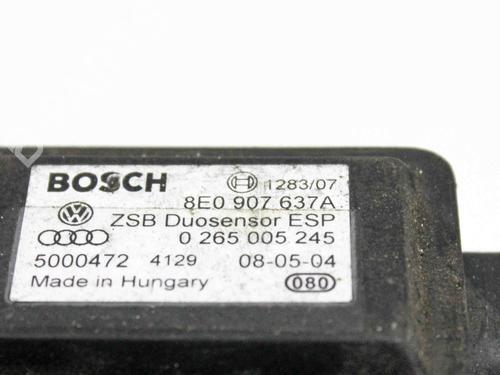 BOSCH 1283/07
8E0 907 637A
ZSB Duosensor ESP
0 265 005 245
5000472 4129 08-05-04
Made in Hungary 080